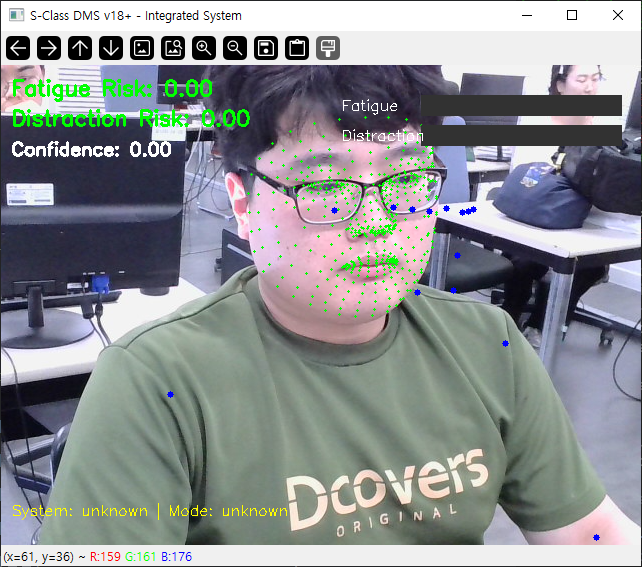 S-Class DMS v18+ - Integrated System
Fatigue Risk: 0.00
Distraction Risk: 0.00
Confidence: 0.00
Fatigue
Distraction
Dcovers
ORIGINAL
System: unknown | Mode: unknown
(x=61, y=36) ~ R:159 G:161 B:176